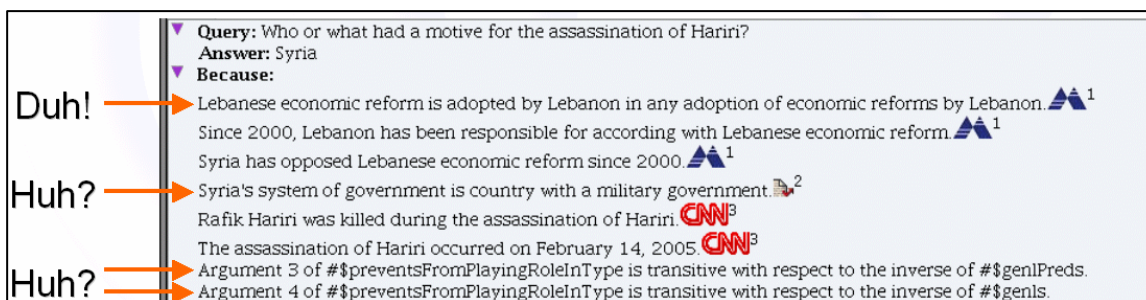 Query: Who or what had a motive for the assassination of Hariri?
Answer: Syria
Because:
Duh!
Lebanese economic reform is adopted by Lebanon in any adoption of economic reforms by Lebanon. 1
Since 2000, Lebanon has been responsible for according with Lebanese economic reform. 1
Syria has opposed Lebanese economic reform since 2000. 1
Huh?
Syria's system of government is country with a military government. 2
Rafik Hariri was killed during the assassination of Hariri. CNN 3
The assassination of Hariri occurred on February 14, 2005. CNN 3
Huh?
Argument 3 of #$preventsFromPlayingRoleInType is transitive with respect to the inverse of #$genlPreds.
Argument 4 of #$preventsFromPlayingRoleInType is transitive with respect to the inverse of #$genls.